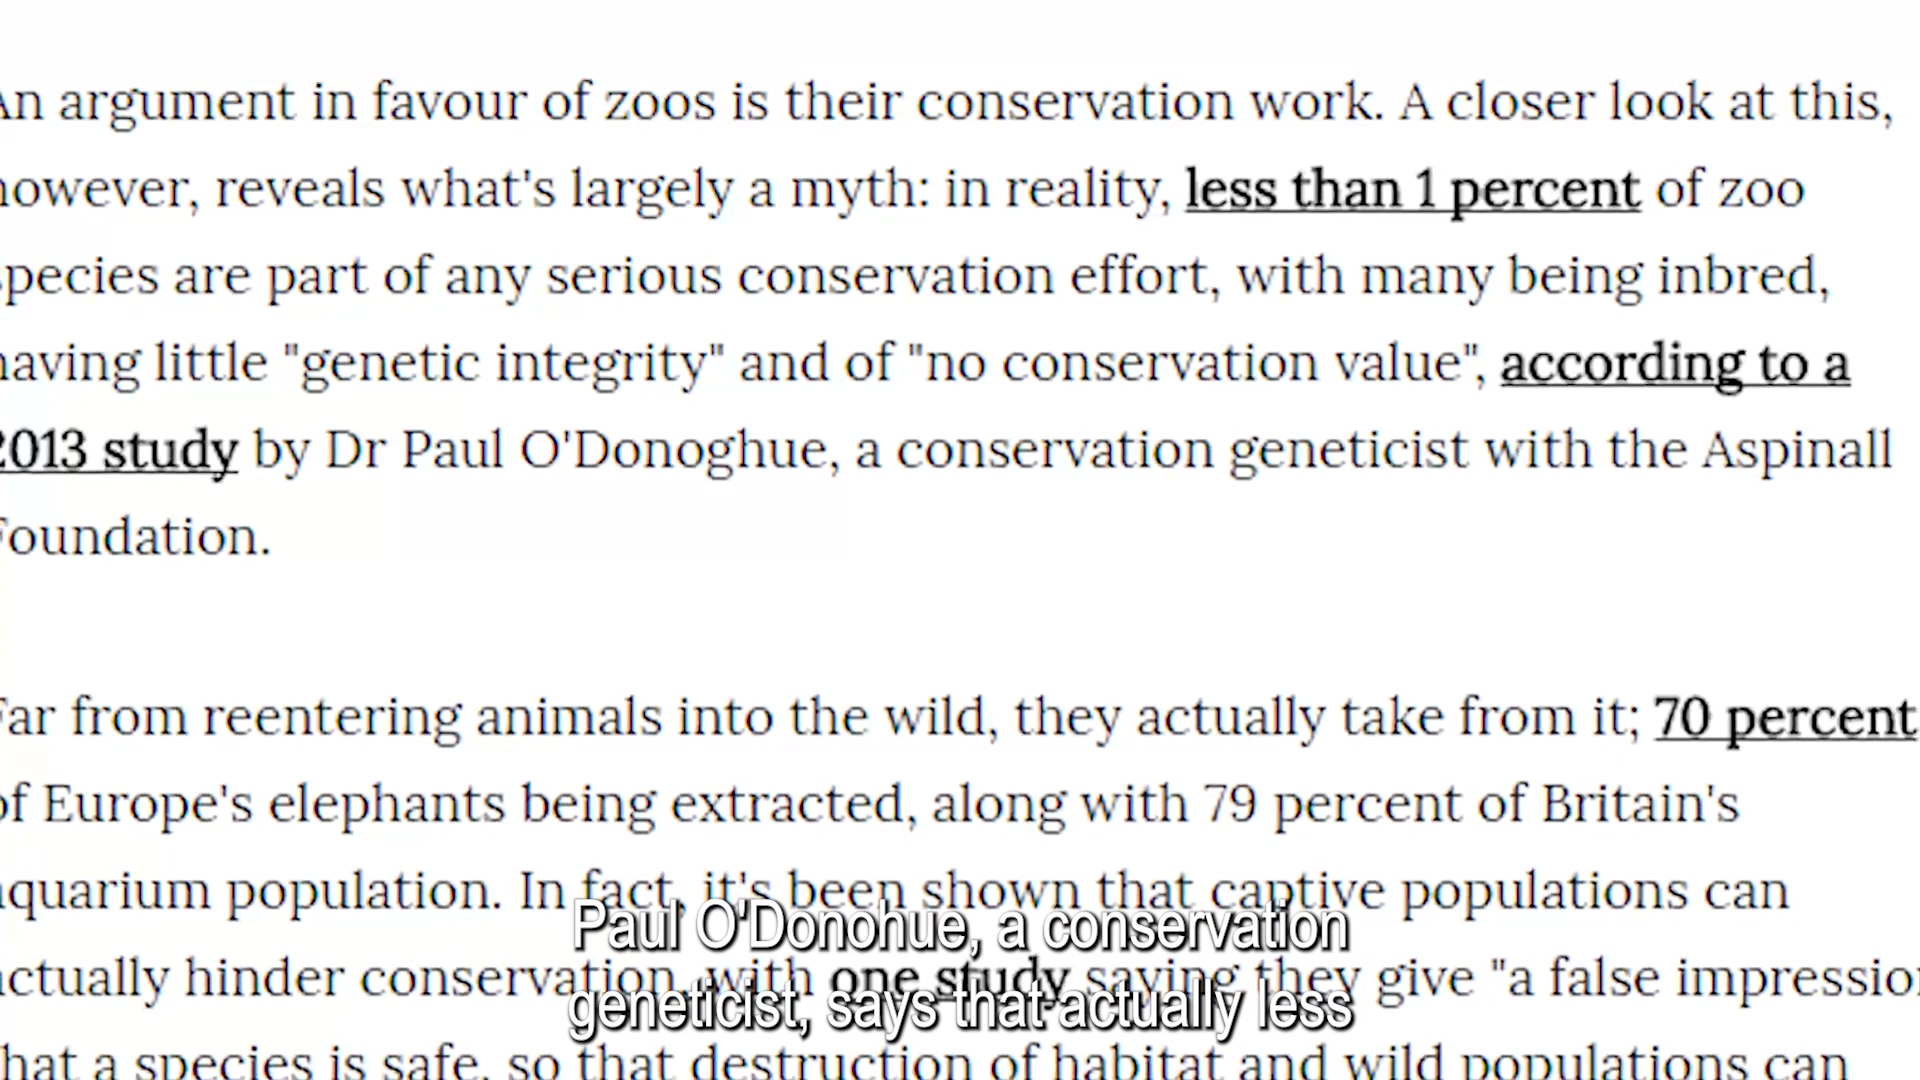 An argument in favour of zoos is their conservation work. A closer look at this,
however, reveals what's largely a myth: in reality, less than 1 percent of zoo
species are part of any serious conservation effort, with many being inbred,
having little "genetic integrity" and of "no conservation value", according to a
2013 study by Dr Paul O'Donoghue, a conservation geneticist with the Aspinall
Foundation.
Far from reentering animals into the wild, they actually take from it; 70 percent
of Europe's elephants being extracted, along with 79 percent of Britain's
aquarium population. In fact, it's been shown that captive populations can
actually hinder conservation, with one study saying they give "a false impression
that a species is safe, so that destruction of habitat and wild populations can
Paul O'Donohue, a conservation
geneticist, says that actually less